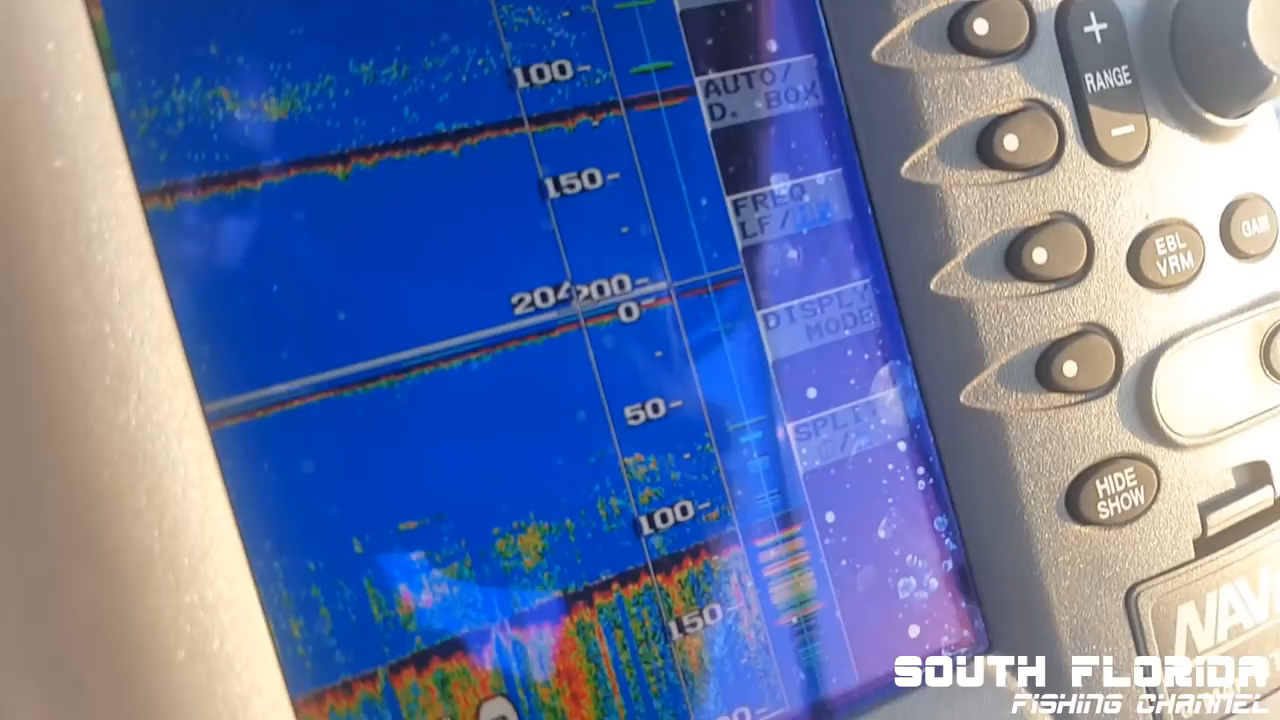 100-
AUTO/
D. BOX
150-
FREQ
LF/
204
200-
0-
DISPLY
MODE
50-
SPLIT
100-
150-
+
RANGE
-
EBL
VRM
GAIN
HIDE
SHOW
NAV
SOUTH FLORIDA
FISHING CHANNEL